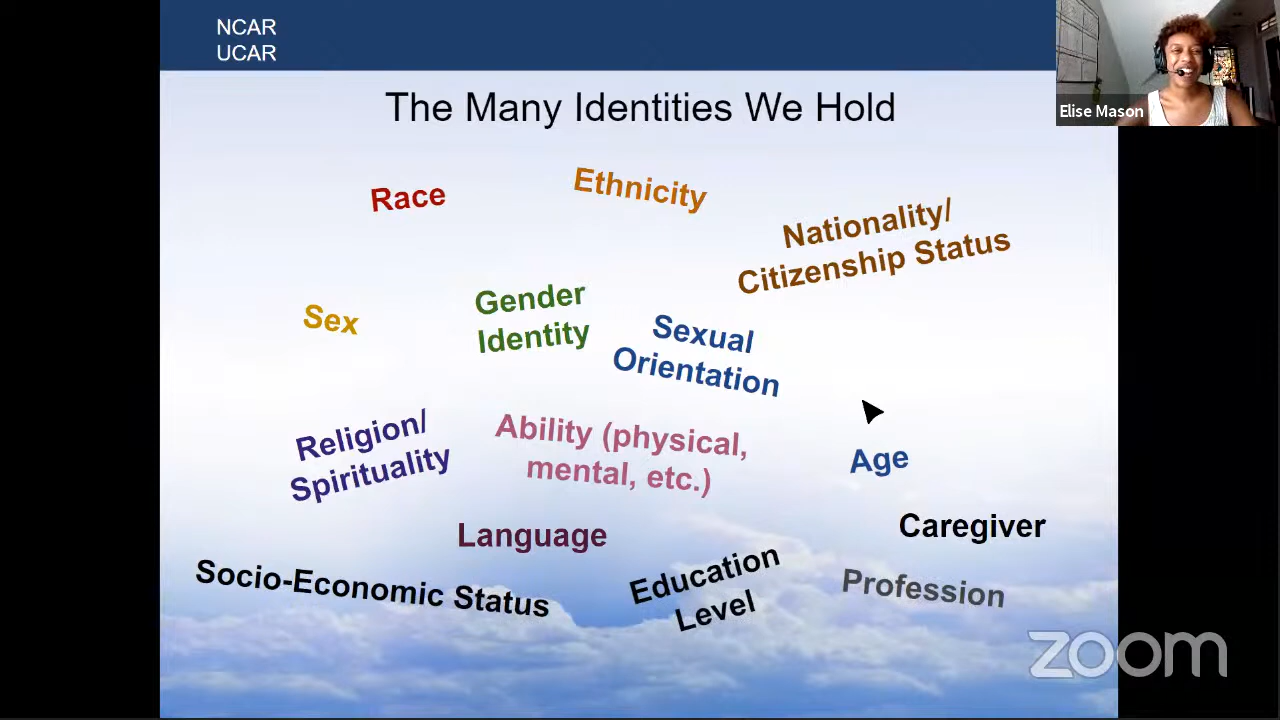 NCAR
UCAR
Elise Mason
The Many Identities We Hold
Race
Ethnicity
Nationality/
Citizenship Status
Sex
Gender
Identity
Sexual
Orientation
Religion/
Spirituality
Ability (physical,
mental, etc.)
Age
Language
Caregiver
Socio-Economic Status
Education
Level
Profession
zoom